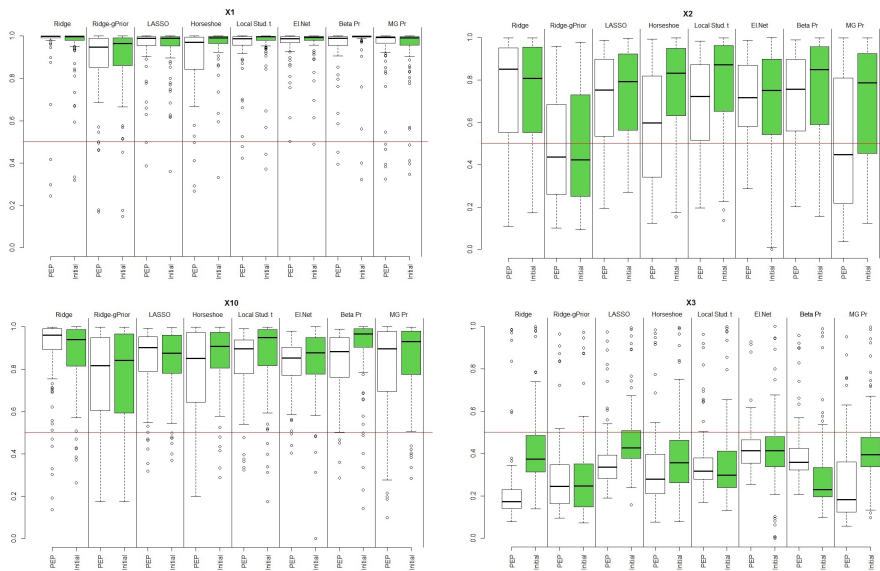 X1
Ridge Ridge-gPrior LASSO Horseshoe Local Stud. t El.Net Beta Pr MG Pr
1.0
0.8
0.6
0.4
0.2
0.0
PEP Initial PEP Initial PEP Initial PEP Initial PEP Initial PEP Initial PEP Initial PEP Initial
X2
Ridge Ridge-gPrior LASSO Horseshoe Local Stud. t El.Net Beta Pr MG Pr
1.0
0.8
0.6
0.4
0.2
0.0
PEP Initial PEP Initial PEP Initial PEP Initial PEP Initial PEP Initial PEP Initial PEP Initial
X10
Ridge Ridge-gPrior LASSO Horseshoe Local Stud. t El.Net Beta Pr MG Pr
1.0
0.8
0.6
0.4
0.2
0.0
PEP Initial PEP Initial PEP Initial PEP Initial PEP Initial PEP Initial PEP Initial PEP Initial
X3
Ridge Ridge-gPrior LASSO Horseshoe Local Stud. t El.Net Beta Pr MG Pr
1.0
0.8
0.6
0.4
0.2
0.0
PEP Initial PEP Initial PEP Initial PEP Initial PEP Initial PEP Initial PEP Initial PEP Initial